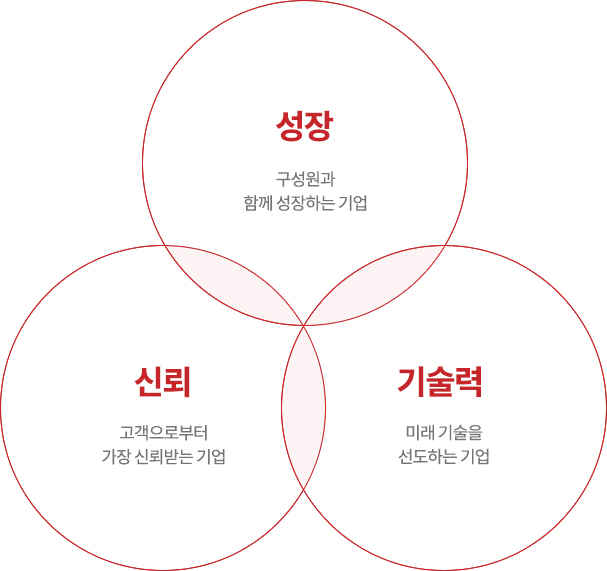 성장
구성원과
함께 성장하는 기업
신뢰
고객으로부터
가장 신뢰받는 기업
기술력
미래 기술을
선도하는 기업